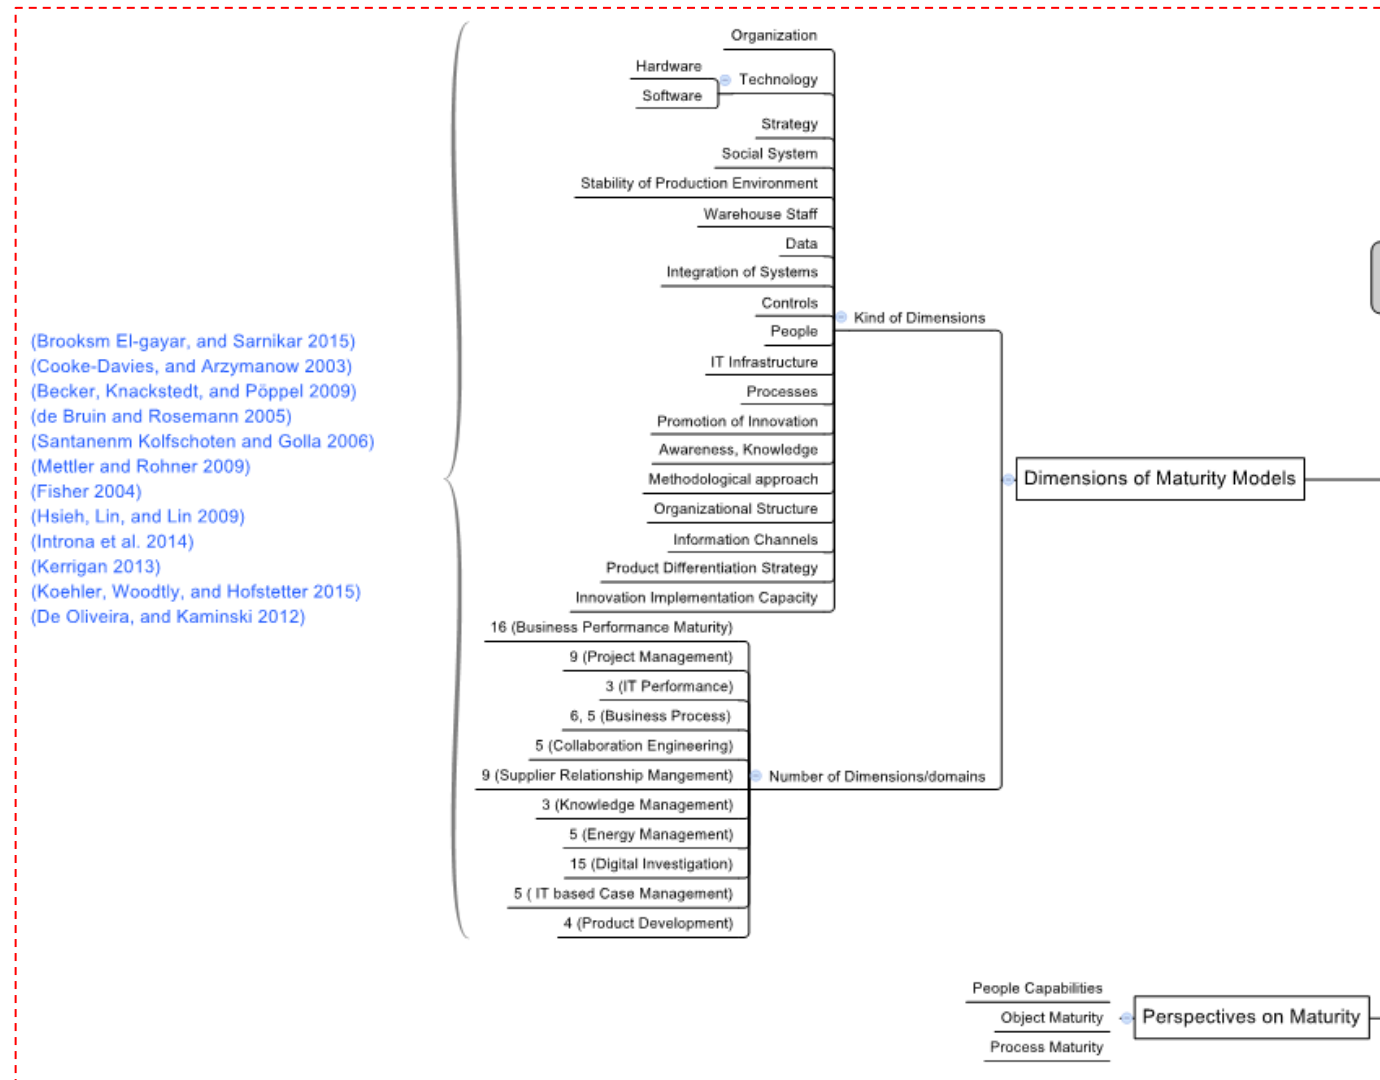 (Brooksm El-gayar, and Sarnikar 2015)
(Cooke-Davies, and Arzymanow 2003)
(Becker, Knackstedt, and Pöppel 2009)
(de Bruin and Rosemann 2005)
(Santanenm Kolfschoten and Golla 2006)
(Mettler and Rohner 2009)
(Fisher 2004)
(Hsieh, Lin, and Lin 2009)
(Introna et al. 2014)
(Kerrigan 2013)
(Koehler, Woodtly, and Hofstetter 2015)
(De Oliveira, and Kaminski 2012)
Organization
Hardware
Software
Technology
Strategy
Social System
Stability of Production Environment
Warehouse Staff
Data
Integration of Systems
Controls
People
IT Infrastructure
Processes
Promotion of Innovation
Awareness, Knowledge
Methodological approach
Organizational Structure
Information Channels
Product Differentiation Strategy
Innovation Implementation Capacity
Kind of Dimensions
16 (Business Performance Maturity)
9 (Project Management)
3 (IT Performance)
6, 5 (Business Process)
5 (Collaboration Engineering)
9 (Supplier Relationship Mangement)
3 (Knowledge Management)
5 (Energy Management)
15 (Digital Investigation)
5 ( IT based Case Management)
4 (Product Development)
Number of Dimensions/domains
Dimensions of Maturity Models
People Capabilities
Object Maturity
Process Maturity
Perspectives on Maturity